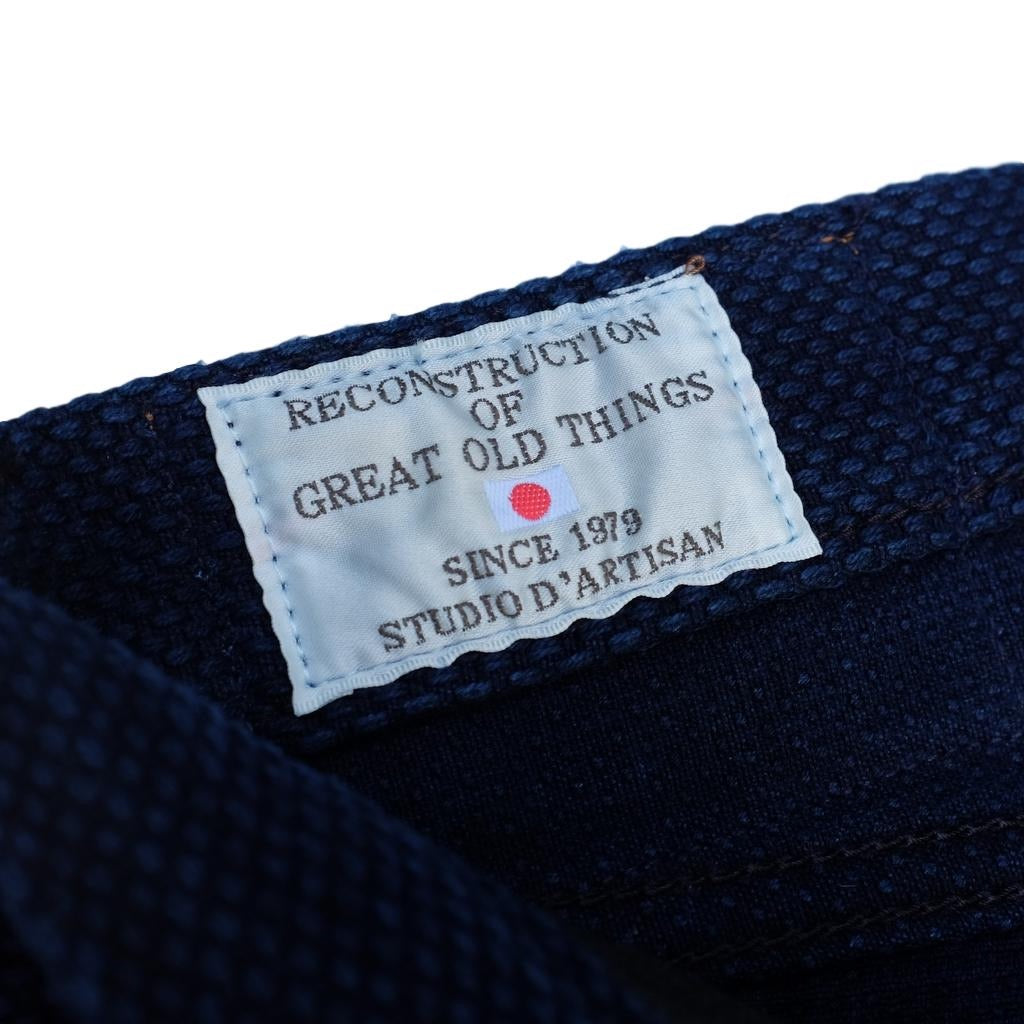 RECONSTRUCTION
OF
GREAT OLD THINGS
SINCE 1979
STUDIO D'ARTISAN